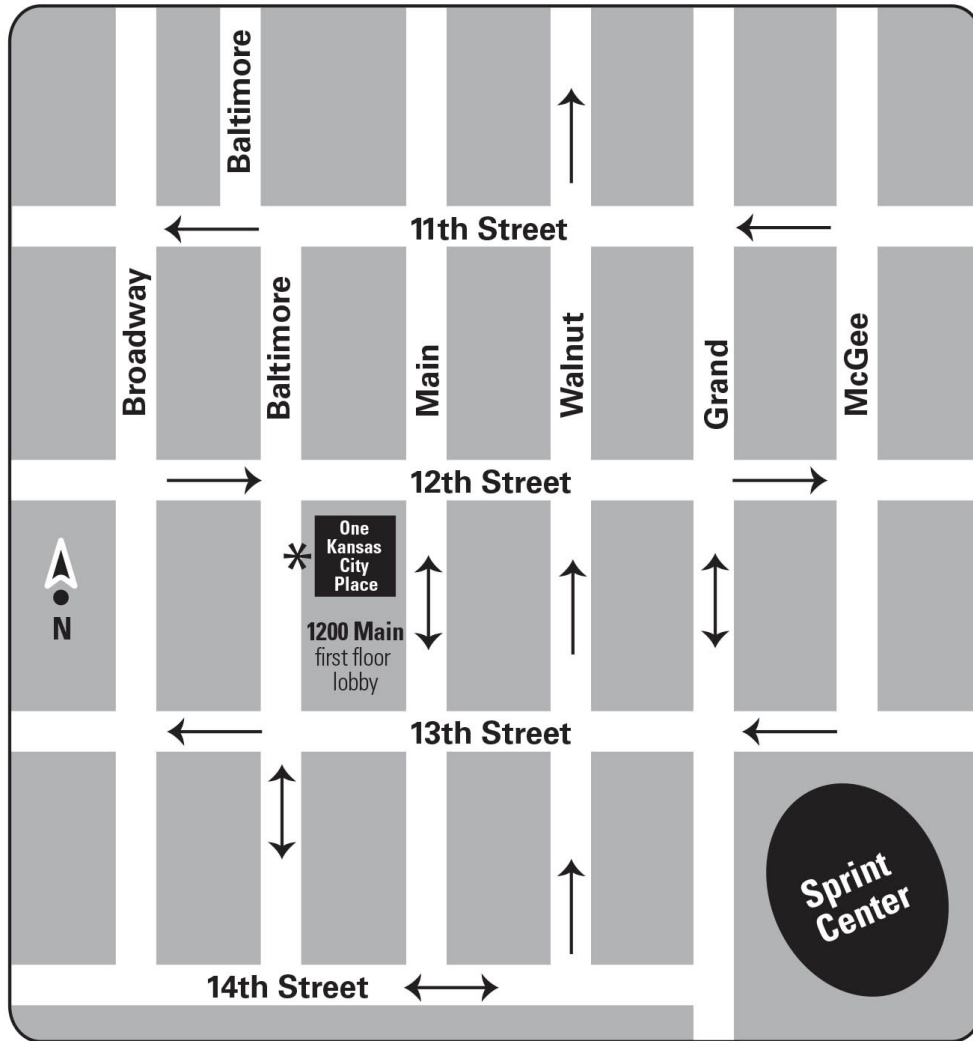 Baltimore
11th Street
Broadway
Baltimore
Main
Walnut
Grand
McGee
12th Street
*
One
Kansas
City
Place
N
1200 Main
first floor
lobby
13th Street
Sprint
Center
14th Street